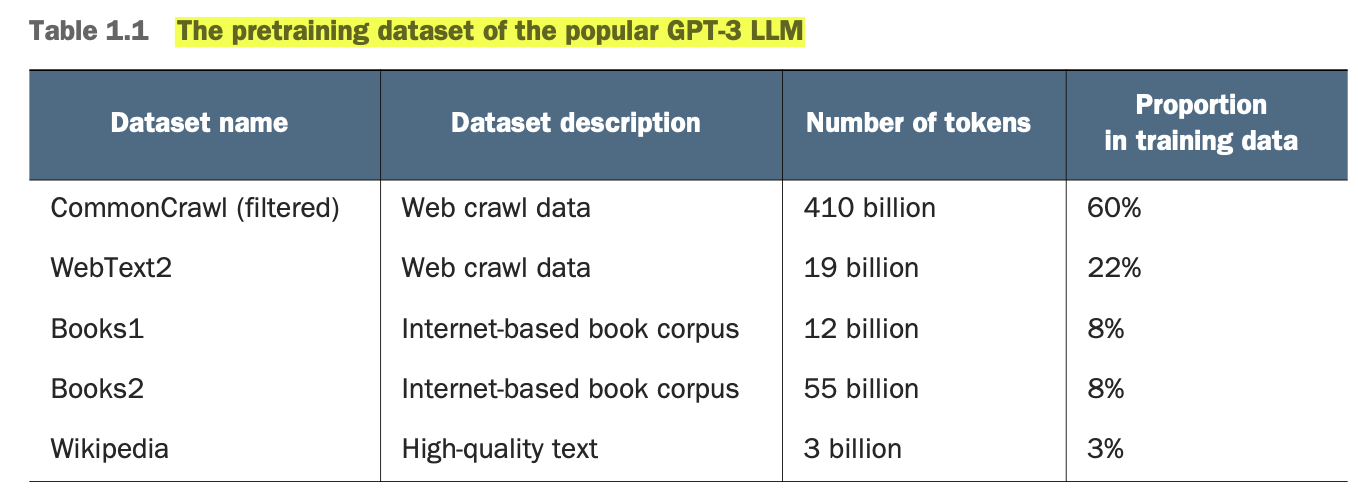 Table 1.1 The pretraining dataset of the popular GPT-3 LLM
Dataset name Dataset description Number of tokens Proportion in training data
CommonCrawl (filtered) Web crawl data 410 billion 60%
WebText2 Web crawl data 19 billion 22%
Books1 Internet-based book corpus 12 billion 8%
Books2 Internet-based book corpus 55 billion 8%
Wikipedia High-quality text 3 billion 3%